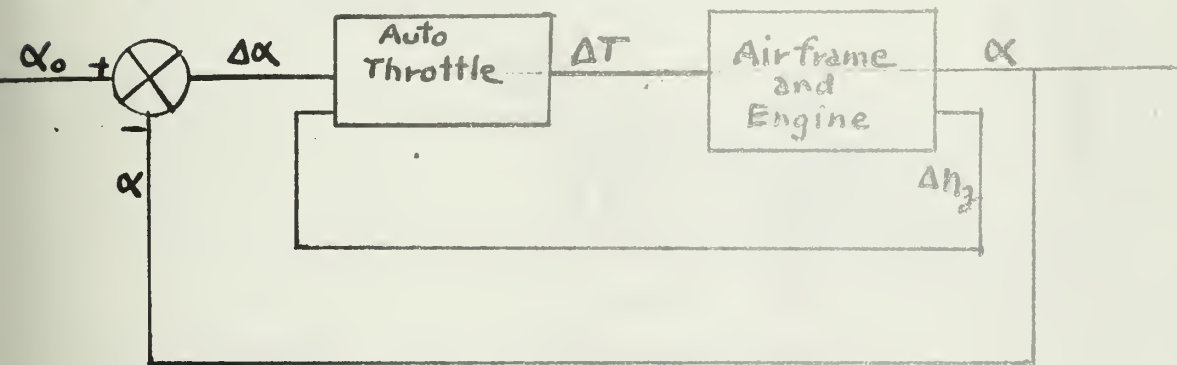 α₀
+
Δα
Auto
Throttle
ΔT
Airframe
and
Engine
α
−
α
Δn_z